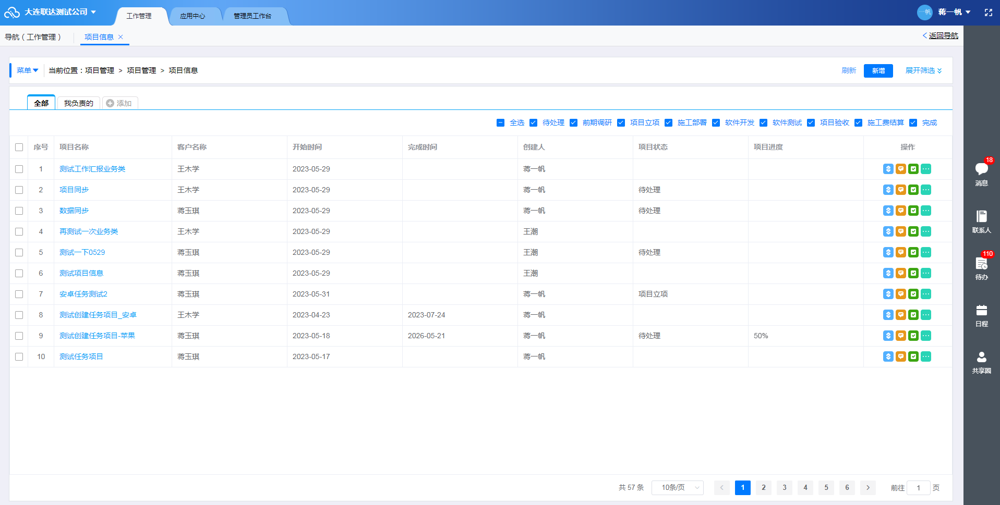 大连联达测试公司 工作管理 应用中心 管理员工作台 一帆 蒋一帆
导航（工作管理） 项目信息 返回导航
菜单 当前位置：项目管理 > 项目管理 > 项目信息 刷新 新增 展开筛选
全部 我负责的 添加
全选 待处理 前期调研 项目立项 施工部署 软件开发 软件测试 项目验收 施工费结算 完成
序号 项目名称 客户名称 开始时间 完成时间 创建人 项目状态 项目进度 操作
1 测试工作汇报业务类 王木学 2023-05-29 蒋一帆
2 项目同步 王木学 2023-05-29 蒋一帆 待处理
3 数据同步 蒋玉琪 2023-05-29 蒋一帆 待处理
4 再测试一次业务类 王木学 2023-05-29 王潮
5 测试一下0529 蒋玉琪 2023-05-29 王潮 待处理
6 测试项目信息 蒋玉琪 2023-05-29 王潮
7 安卓任务测试2 蒋玉琪 2023-05-31 蒋一帆 项目立项
8 测试创建任务项目_安卓 王木学 2023-04-23 2023-07-24 蒋一帆
9 测试创建任务项目-苹果 蒋玉琪 2023-05-18 2026-05-21 蒋一帆 待处理 50%
10 测试任务项目 蒋玉琪 2023-05-17 蒋一帆
共 57 条 10条/页 1 2 3 4 5 6 前往 1 页
18
消息
联系人
110
待办
日程
共享圈